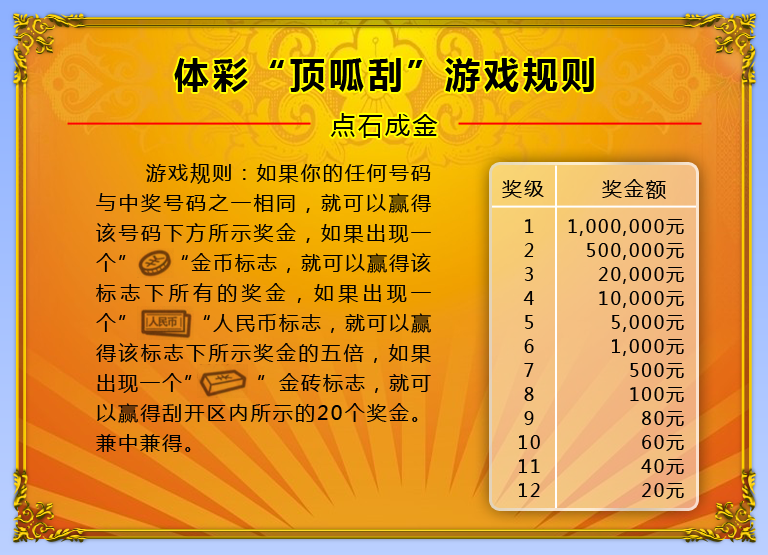 体彩“顶呱刮”游戏规则
点石成金
游戏规则：如果你的任何号码
与中奖号码之一相同，就可以赢得
该号码下方所示奖金，如果出现一
个”“金币标志，就可以赢得该
标志下所有的奖金，如果出现一
个”人民币“人民币标志，就可以赢
得该标志下所示奖金的五倍，如果
出现一个””金砖标志，就可
以赢得刮开区内所示的20个奖金。
兼中兼得。
奖级 奖金额
1 1,000,000元
2 500,000元
3 20,000元
4 10,000元
5 5,000元
6 1,000元
7 500元
8 100元
9 80元
10 60元
11 40元
12 20元